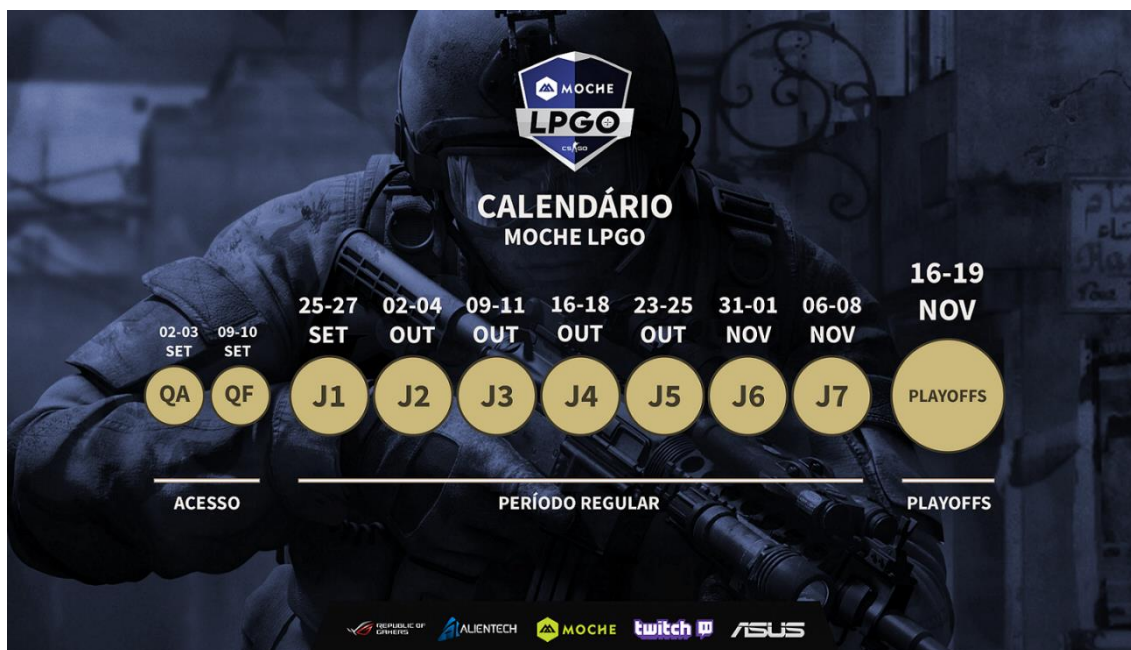 MOCHE
LPGO
CS GO
CALENDÁRIO
MOCHE LPGO
02-03
SET
QA
09-10
SET
QF
25-27
SET
J1
02-04
OUT
J2
09-11
OUT
J3
16-18
OUT
J4
23-25
OUT
J5
31-01
NOV
J6
06-08
NOV
J7
16-19
NOV
PLAYOFFS
ACESSO
PERÍODO REGULAR
PLAYOFFS
REPUBLIC OF
GAMERS
ALIENTECH
MOCHE
twitch
ASUS